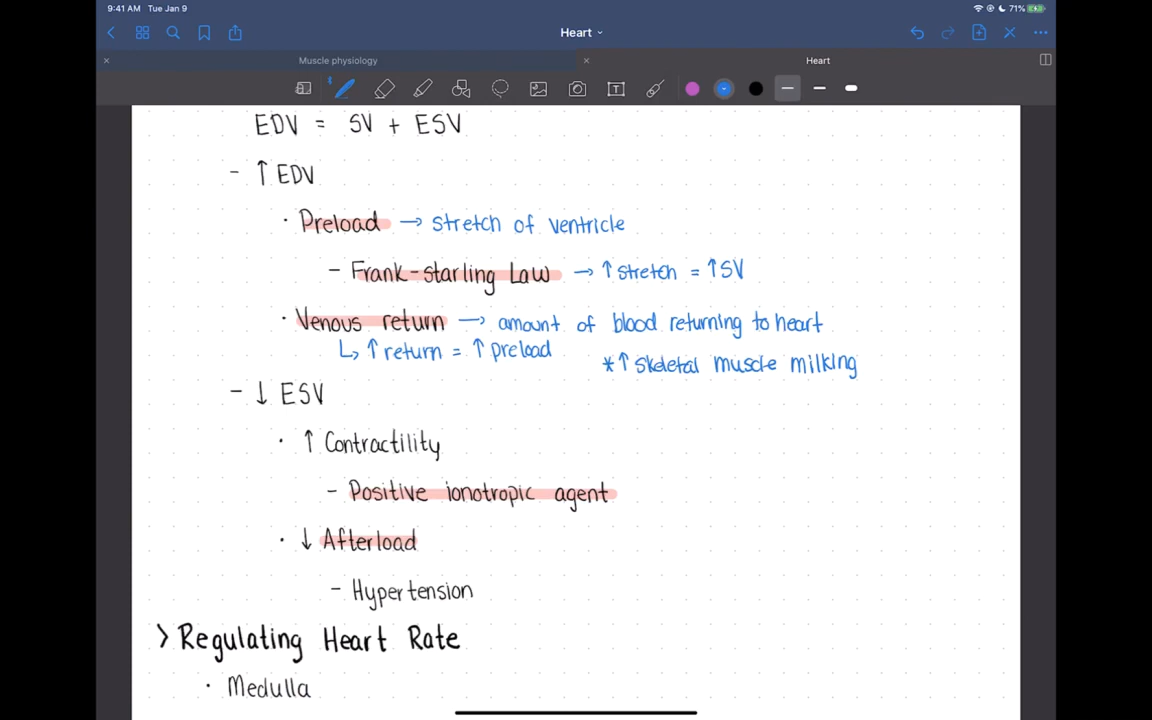 9:41 AM Tue Jan 9
71%
Heart
Muscle physiology
Heart
EDV = SV + ESV
- ↑ EDV
· Preload → stretch of ventricle
- Frank-starling Law → ↑ stretch = ↑ SV
· Venous return → amount of blood returning to heart
↳ ↑ return = ↑ preload
*↑ skeletal muscle milking
- ↓ ESV
· ↑ Contractility
- Positive ionotropic agent
· ↓ Afterload
- Hypertension
> Regulating Heart Rate
· Medulla